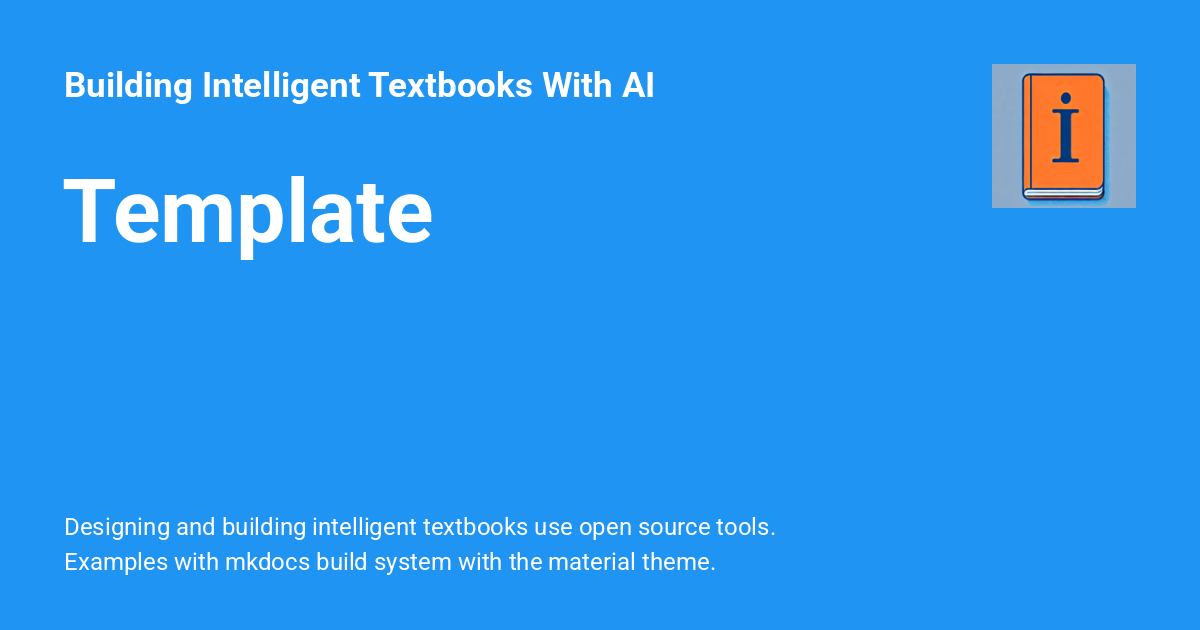 Building Intelligent Textbooks With AI
i
Template
Designing and building intelligent textbooks use open source tools.
Examples with mkdocs build system with the material theme.